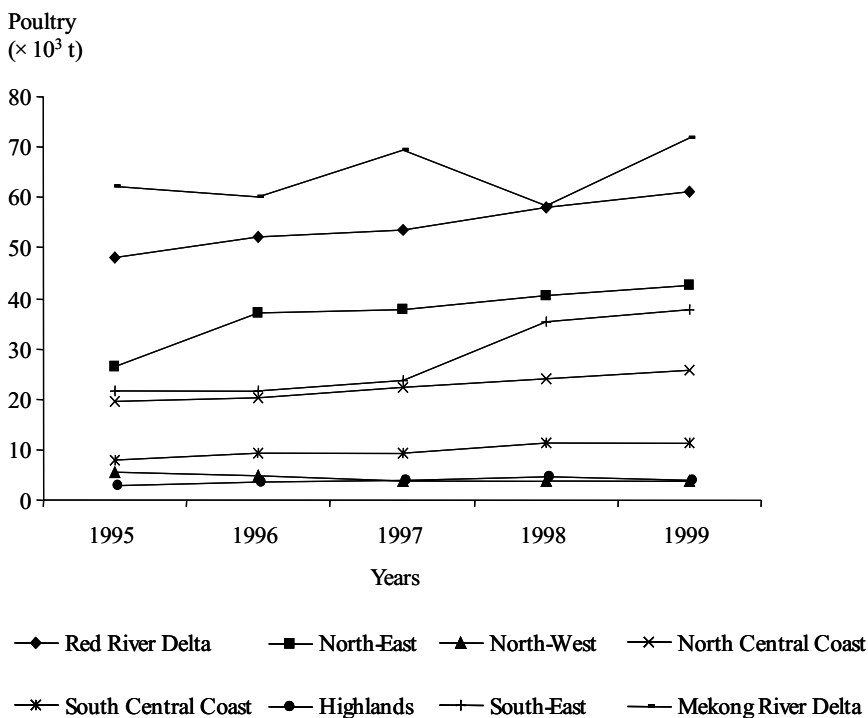 Poultry
(× 10³ t)
80
70
60
50
40
30
20
10
0
1995 1996 1997 1998 1999
Years
Red River Delta North-East North-West North Central Coast
South Central Coast Highlands South-East Mekong River Delta